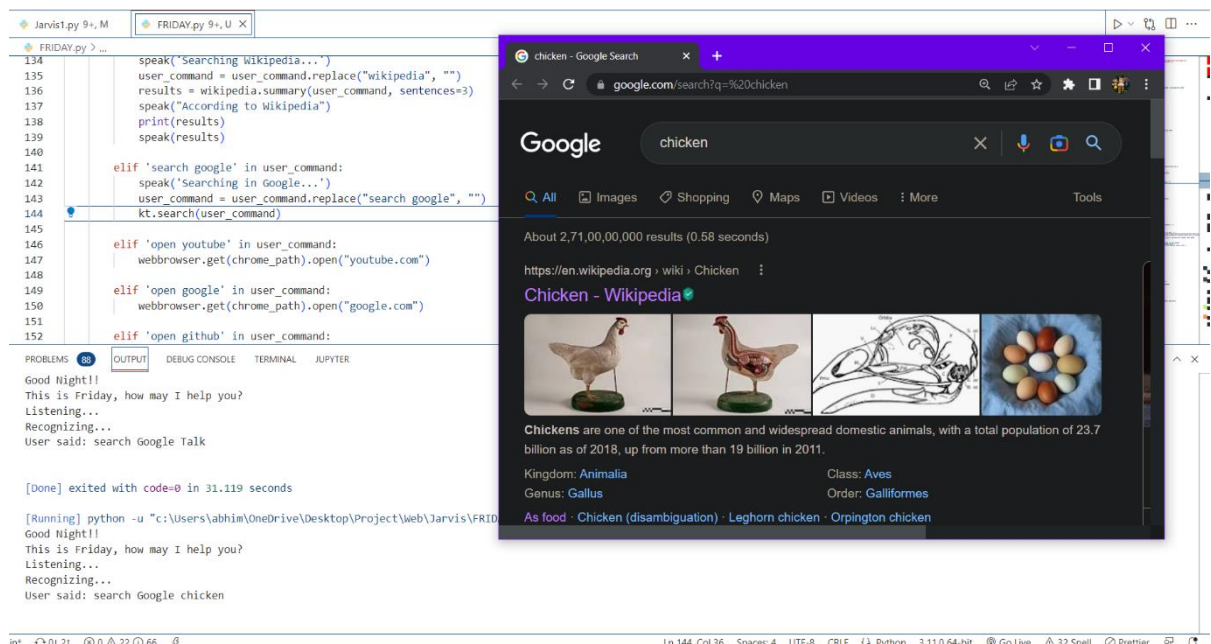 Jarvis1.py 9+, M
FRIDAY.py 9+, U
FRIDAY.py > ...
134 speak('Searching Wikipedia...')
135 user_command = user_command.replace("wikipedia", "")
136 results = wikipedia.summary(user_command, sentences=3)
137 speak("According to Wikipedia")
138 print(results)
139 speak(results)
140
141 elif 'search google' in user_command:
142 speak('Searching in Google...')
143 user_command = user_command.replace("search google", "")
144 kt.search(user_command)
145
146 elif 'open youtube' in user_command:
147 webbrowser.get(chrome_path).open("youtube.com")
148
149 elif 'open google' in user_command:
150 webbrowser.get(chrome_path).open("google.com")
151
152 elif 'open github' in user_command:
PROBLEMS 88 OUTPUT DEBUG CONSOLE TERMINAL JUPYTER
Good Night!!
This is Friday, how may I help you?
Listening...
Recognizing...
User said: search Google Talk
[Done] exited with code=0 in 31.119 seconds
[Running] python -u "c:\Users\abhim\OneDrive\Desktop\Project\Web\Jarvis\FRID
Good Night!!
This is Friday, how may I help you?
Listening...
Recognizing...
User said: search Google chicken
chicken - Google Search
google.com/search?q=%20chicken
Google
chicken
All Images Shopping Maps Videos More Tools
About 2,71,00,00,000 results (0.58 seconds)
https://en.wikipedia.org › wiki › Chicken
Chicken - Wikipedia
Chickens are one of the most common and widespread domestic animals, with a total population of 23.7
billion as of 2018, up from more than 19 billion in 2011.
Kingdom: Animalia Class: Aves
Genus: Gallus Order: Galliformes
As food · Chicken (disambiguation) · Leghorn chicken · Orpington chicken
Ln 144, Col 36 Spaces: 4 UTF-8 CRLF Python 3.11.0 64-bit Go Live 32 Spell Prettier